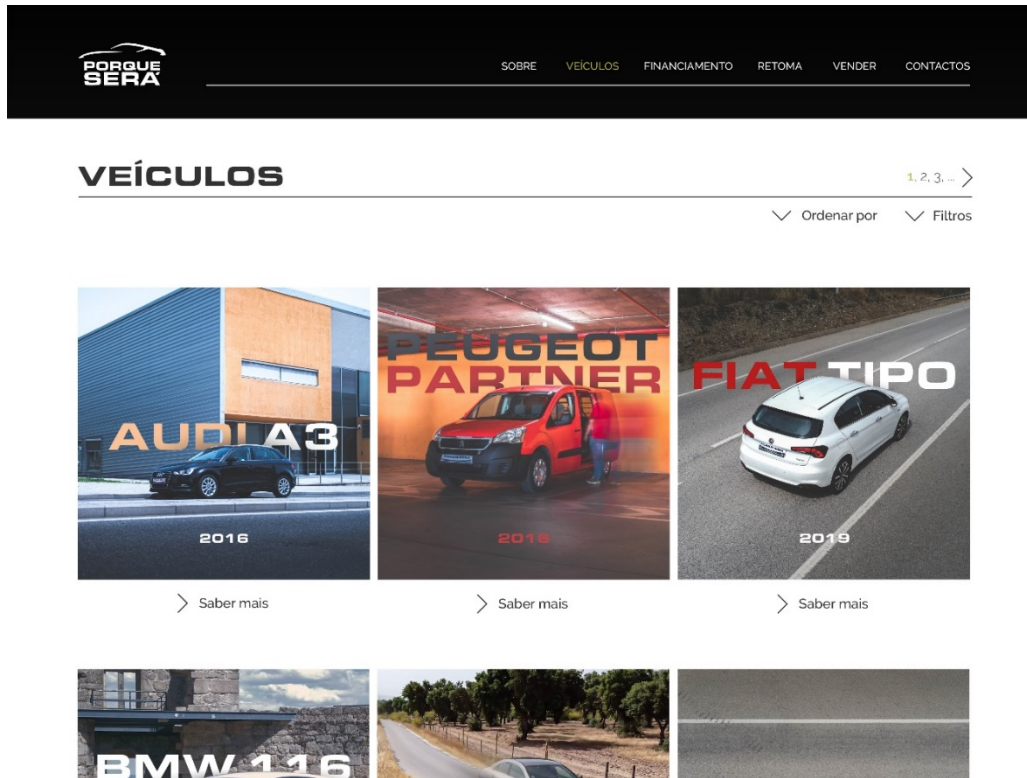 PORQUE
SERÁ
SOBRE VEÍCULOS FINANCIAMENTO RETOMA VENDER CONTACTOS
VEÍCULOS
1, 2, 3, ...
Ordenar por Filtros
AUDI A3
2016
PEUGEOT
PARTNER
2016
FIAT TIPO
2019
Saber mais
Saber mais
Saber mais
BMW 116